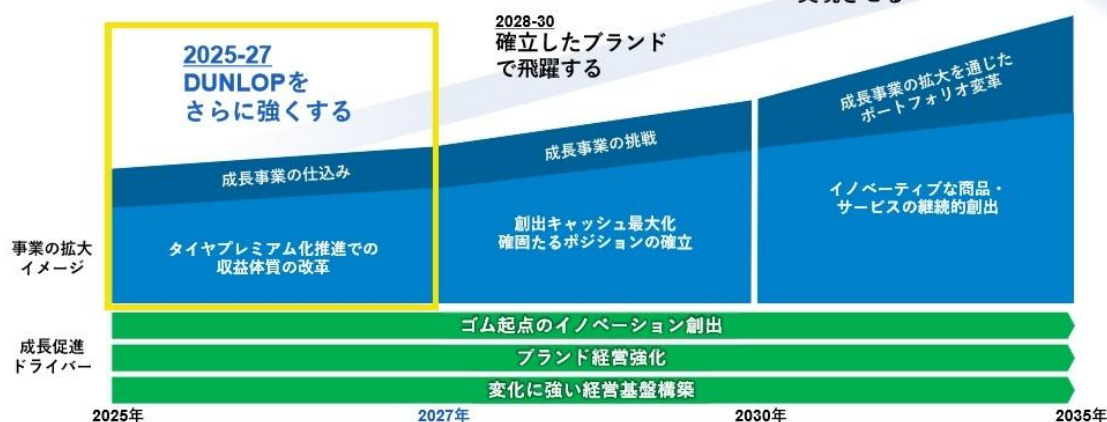 2025-27
DUNLOPを
さらに強くする
2028-30
確立したブランド
で飛躍する
成長事業の仕込み
成長事業の挑戦
成長事業の拡大を通じた
ポートフォリオ変革
タイヤプレミアム化推進での
収益体質の改革
創出キャッシュ最大化
確固たるポジションの確立
イノベーティブな商品・
サービスの継続的創出
事業の拡大
イメージ
成長促進
ドライバー
ゴム起点のイノベーション創出
ブランド経営強化
変化に強い経営基盤構築
2025年
2027年
2030年
2035年